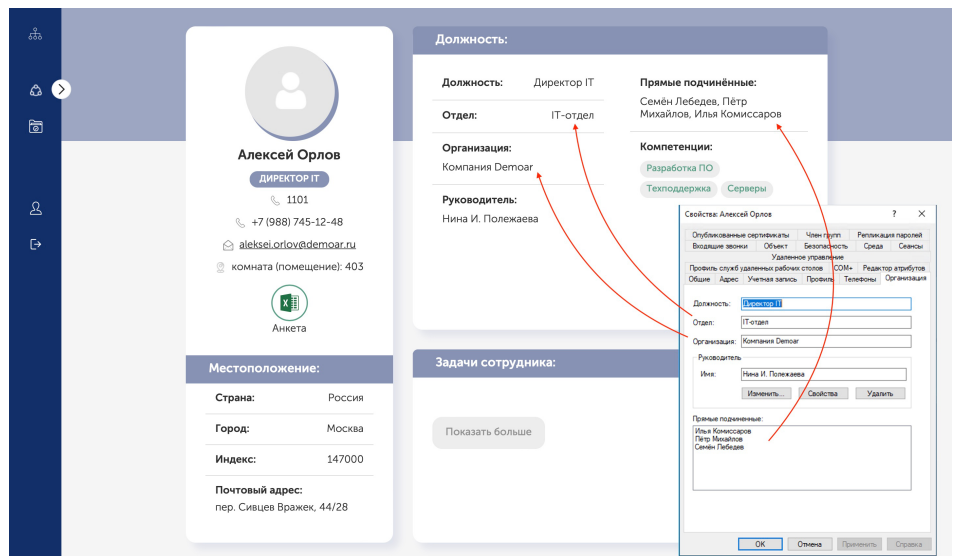 Алексей Орлов
ДИРЕКТОР IT
1101
+7 (988) 745-12-48
aleksei.orlov@demoar.ru
комната (помещение): 403
Анкета
Местоположение:
Страна: Россия
Город: Москва
Индекс: 147000
Почтовый адрес:
пер. Сивцев Вражек, 44/28
Должность:
Должность: Директор IT
Отдел: IT-отдел
Организация:
Компания Demoar
Руководитель:
Нина И. Полежаева
Прямые подчинённые:
Семён Лебедев, Пётр
Михайлов, Илья Комиссаров
Компетенции:
Разработка ПО
Техподдержка Серверы
Задачи сотрудника:
Показать больше
Свойства: Алексей Орлов ? X
Опубликованные сертификаты Член групп Репликация паролей
Входящие звонки Объект Безопасность Среда Сеансы
Удаленное управление
Профиль служб удаленных рабочих столов COM+ Редактор атрибутов
Общие Адрес Учетная запись Профиль Телефоны Организация
Должность: Директор IT
Отдел: IT-отдел
Организация: Компания Demoar
Руководитель
Имя: Нина И. Полежаева
Изменить... Свойства Удалить
Прямые подчиненные:
Илья Комиссаров
Пётр Михайлов
Семён Лебедев
OK Отмена Применить Справка